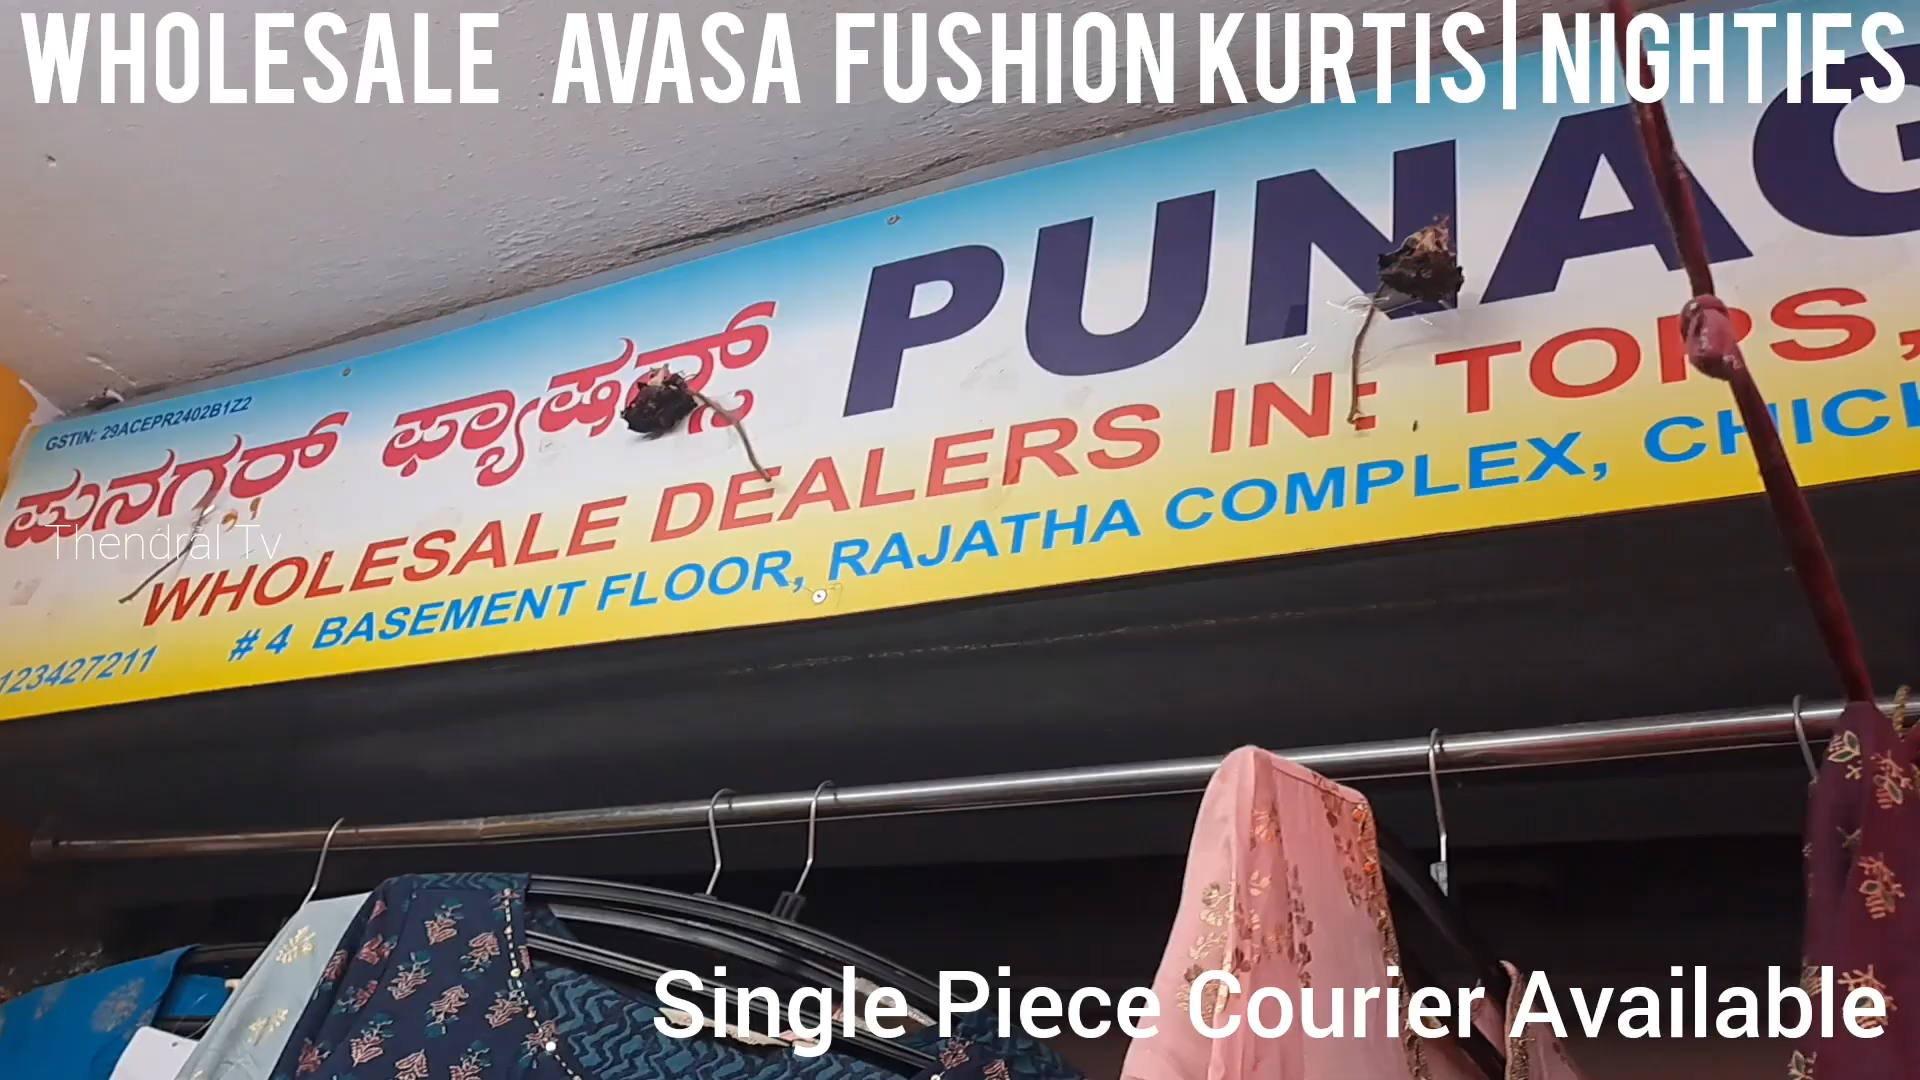 WHOLESALE AVASA FUSHION KURTIS | NIGHTIES
GSTIN: 29ACEPR2402B1Z2
ಪುನಗರ್ ಫ್ಯಾಷನ್ಸ್ PUNAG
WHOLESALE DEALERS IN: TOPS,
# 4 BASEMENT FLOOR, RAJATHA COMPLEX, CHICK
123427211
Thendral Tv
Single Piece Courier Available